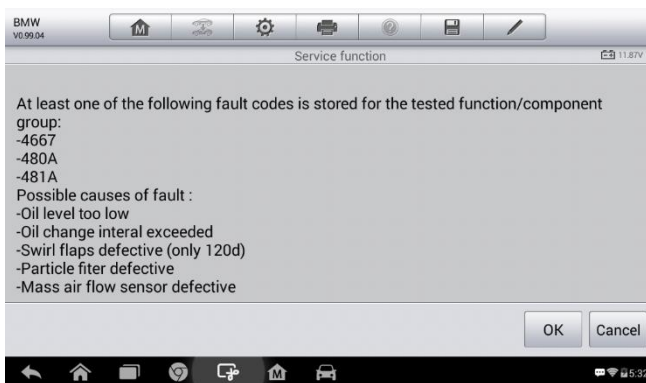 BMW
V0.99.04
M
Service function
11.87V
At least one of the following fault codes is stored for the tested function/component
group:
-4667
-480A
-481A
Possible causes of fault :
-Oil level too low
-Oil change interal exceeded
-Swirl flaps defective (only 120d)
-Particle fiter defective
-Mass air flow sensor defective
OK
Cancel
M
5:32